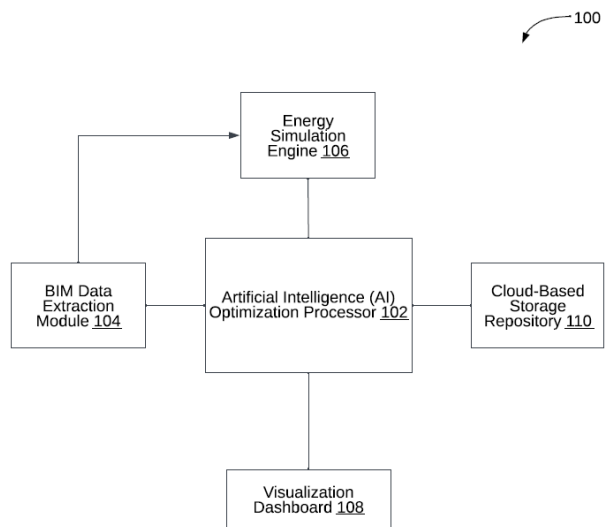 100
Energy
Simulation
Engine 106
BIM Data
Extraction
Module 104
Artificial Intelligence (AI)
Optimization Processor 102
Cloud-Based
Storage
Repository 110
Visualization
Dashboard 108